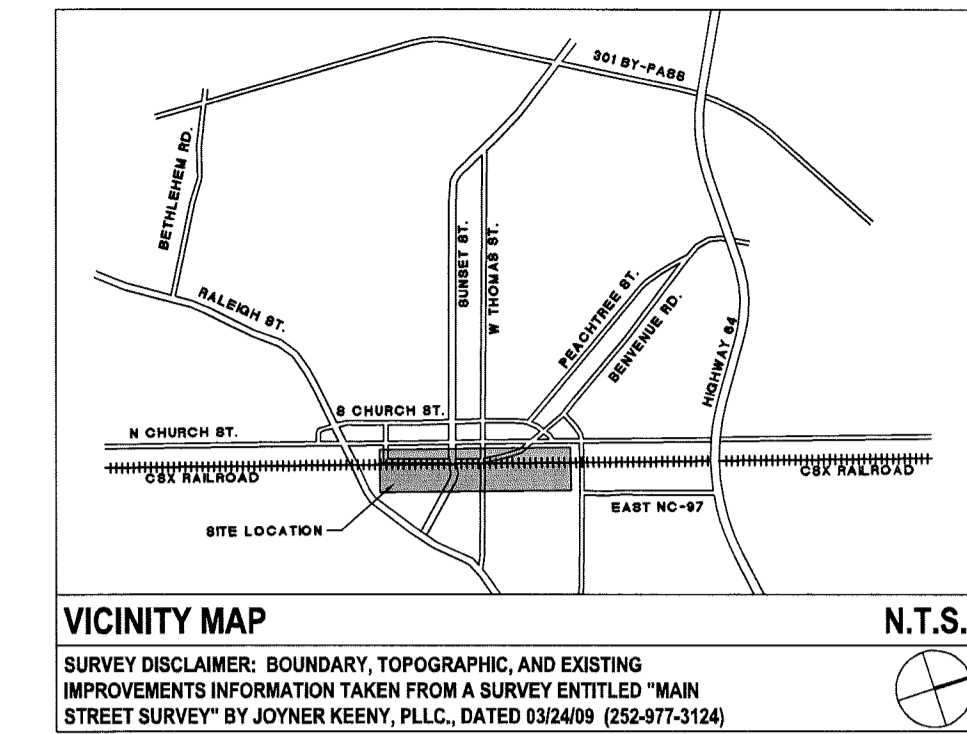 301 BY-PASS
BETHLEHEM RD.
SUNSET ST.
W THOMAS ST.
RALEIGH ST.
PEACHTREE ST.
BENVENUE RD.
HIGHWAY 64
S CHURCH ST.
N CHURCH ST.
CSX RAILROAD
CSX RAILROAD
EAST NC-97
SITE LOCATION
VICINITY MAP
N.T.S.
SURVEY DISCLAIMER: BOUNDARY, TOPOGRAPHIC, AND EXISTING
IMPROVEMENTS INFORMATION TAKEN FROM A SURVEY ENTITLED "MAIN
STREET SURVEY" BY JOYNER KEENY, PLLC., DATED 03/24/09 (252-977-3124)